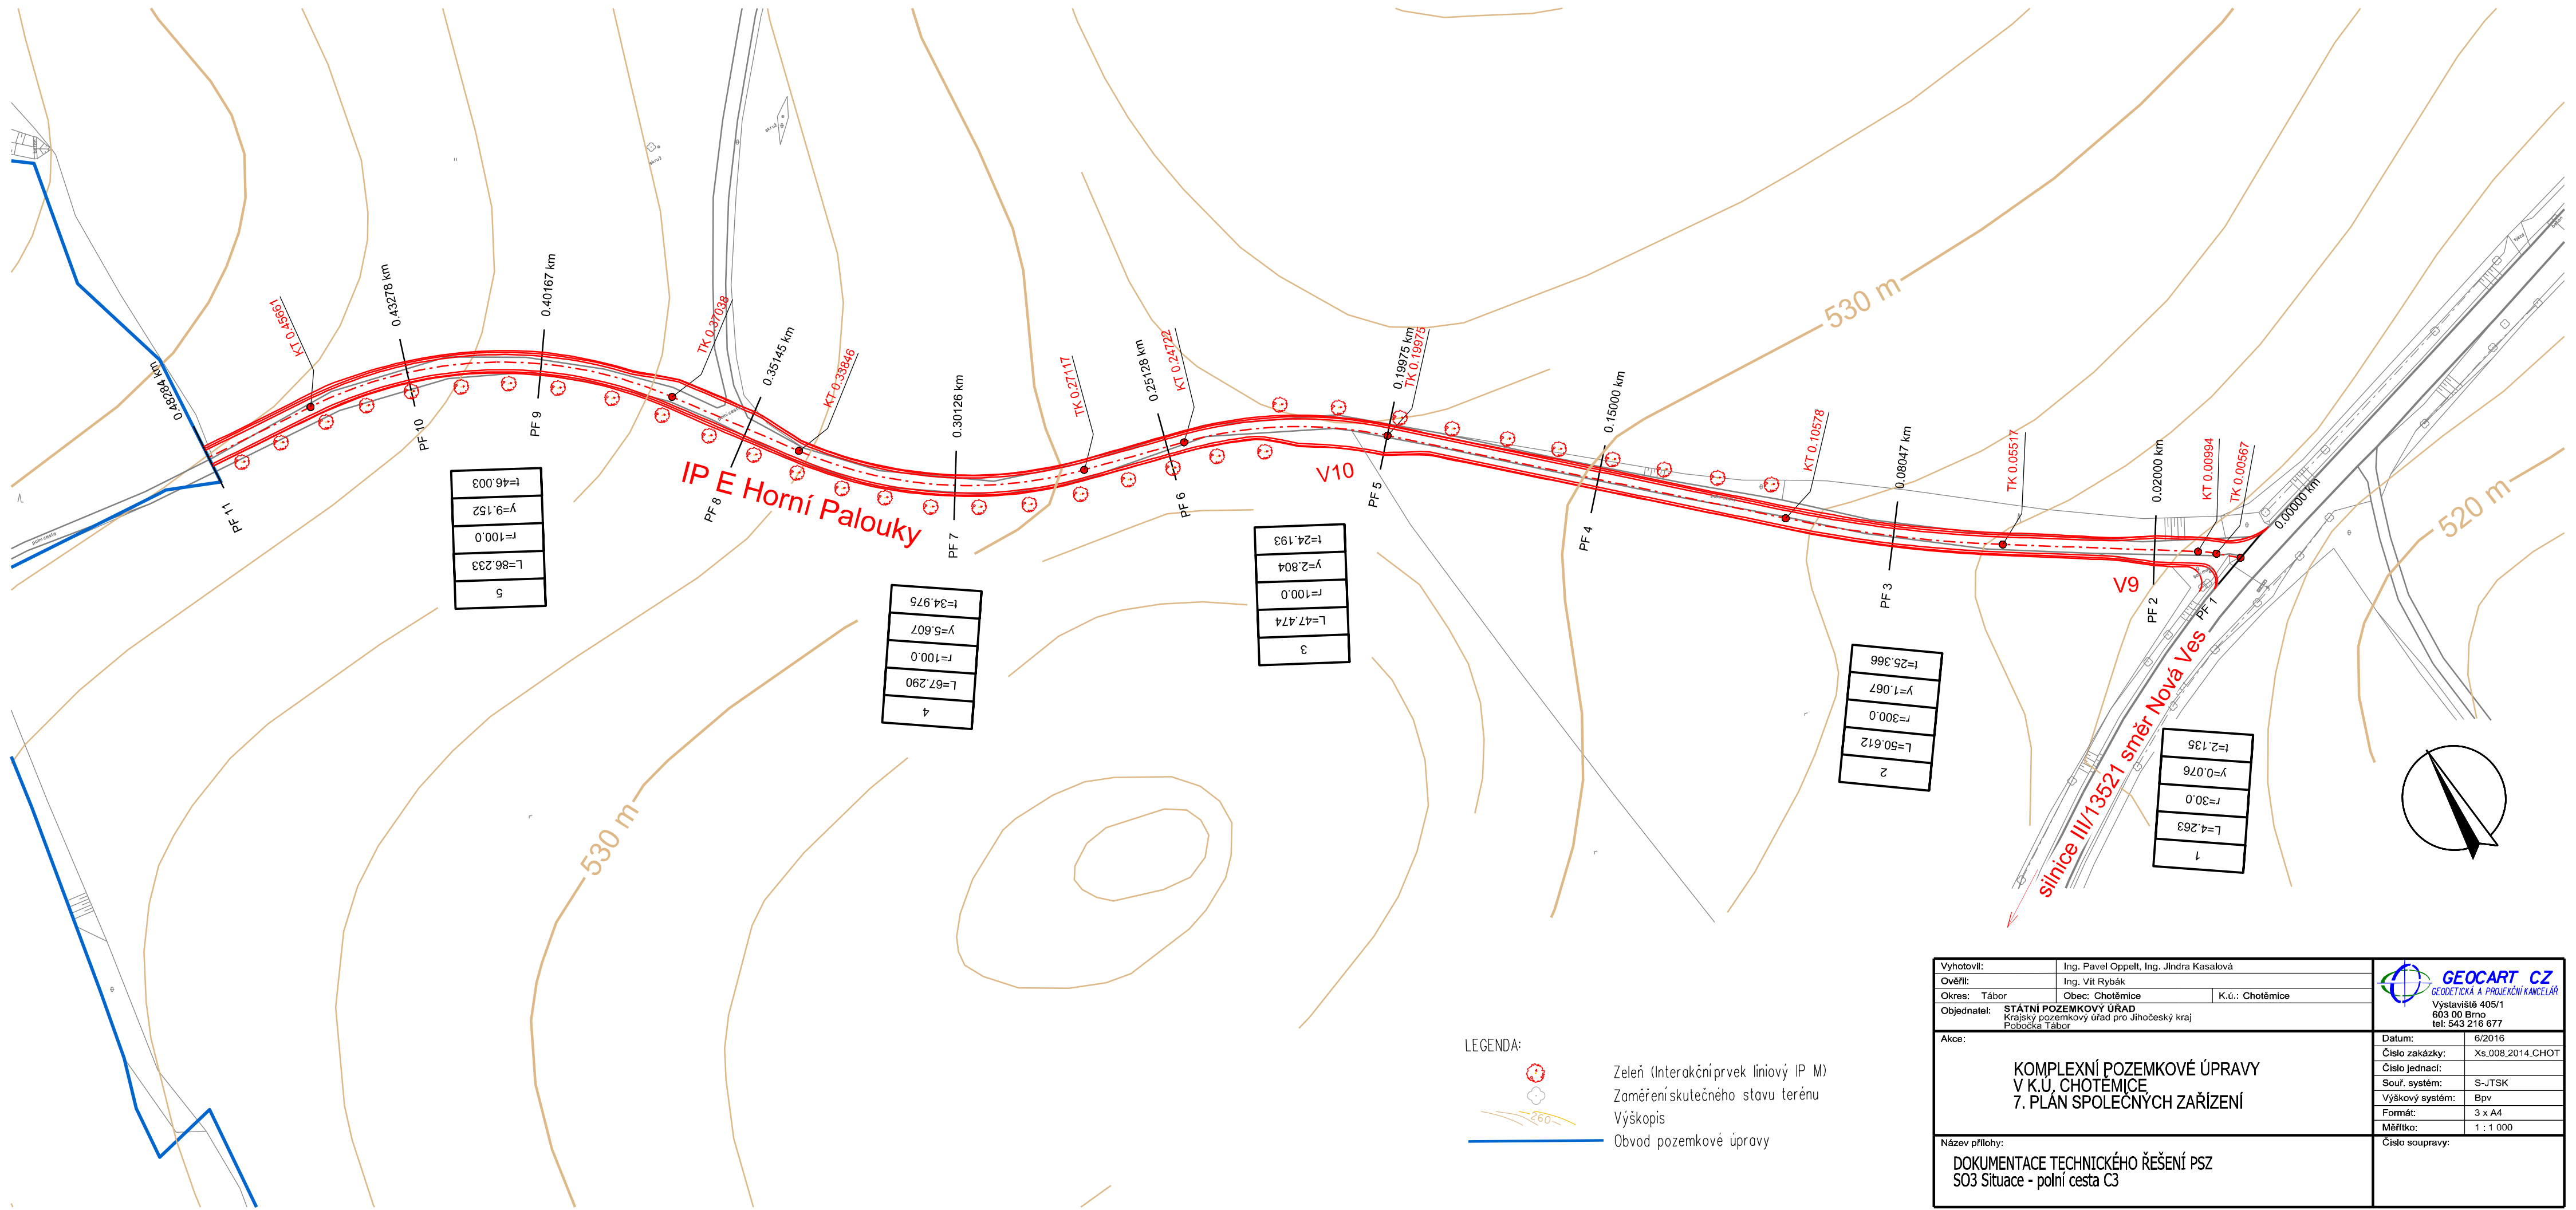 530 m
520 m
530 m
KT 0.45661
0.43278 km
0.40167 km
TK 0.37038
0.35145 km
KT 0.33846
0.30126 km
TK 0.27117
0.25128 km
KT 0.24722
0.19975 km
TK 0.19975
0.15000 km
KT 0.10578
0.08047 km
TK 0.05517
0.02000 km
KT 0.00994
TK 0.00567
0.00000 km
0.48284 km
PF 11
PF 10
PF 9
PF 8
PF 7
PF 6
PF 5
PF 4
PF 3
PF 2
PF 1
IP E Horní Palouky
V10
V9
silnice III/13521 směr Nová Ves
polní cesta
5
L=86.233
r=100.0
y=9.152
t=46.003
4
L=67.290
r=100.0
y=5.607
t=34.975
3
L=47.474
r=100.0
y=2.804
t=24.193
2
L=50.612
r=300.0
y=1.067
t=25.366
1
L=4.263
r=30.0
y=0.076
t=2.135
LEGENDA:
Zeleň (Interakční prvek liniový IP M)
Zaměření skutečného stavu terénu
260
Výškopis
Obvod pozemkové úpravy
Vyhotovil: Ing. Pavel Oppelt, Ing. Jindra Kasalová
Ověřil: Ing. Vít Rybák
Okres: Tábor Obec: Chotěmice K.ú.: Chotěmice
Objednatel: STÁTNÍ POZEMKOVÝ ÚŘAD
Krajský pozemkový úřad pro Jihočeský kraj
Pobočka Tábor
GEOCART CZ
GEODETICKÁ A PROJEKČNÍ KANCELÁŘ
Výstaviště 405/1
603 00 Brno
tel: 543 216 677
Akce:
KOMPLEXNÍ POZEMKOVÉ ÚPRAVY
V K.Ú. CHOTĚMICE
7. PLÁN SPOLEČNÝCH ZAŘÍZENÍ
Datum: 6/2016
Číslo zakázky: Xs_008_2014_CHOT
Číslo jednací:
Souř. systém: S-JTSK
Výškový systém: Bpv
Formát: 3 x A4
Měřítko: 1 : 1 000
Název přílohy:
DOKUMENTACE TECHNICKÉHO ŘEŠENÍ PSZ
SO3 Situace - polní cesta C3
Číslo soupravy: